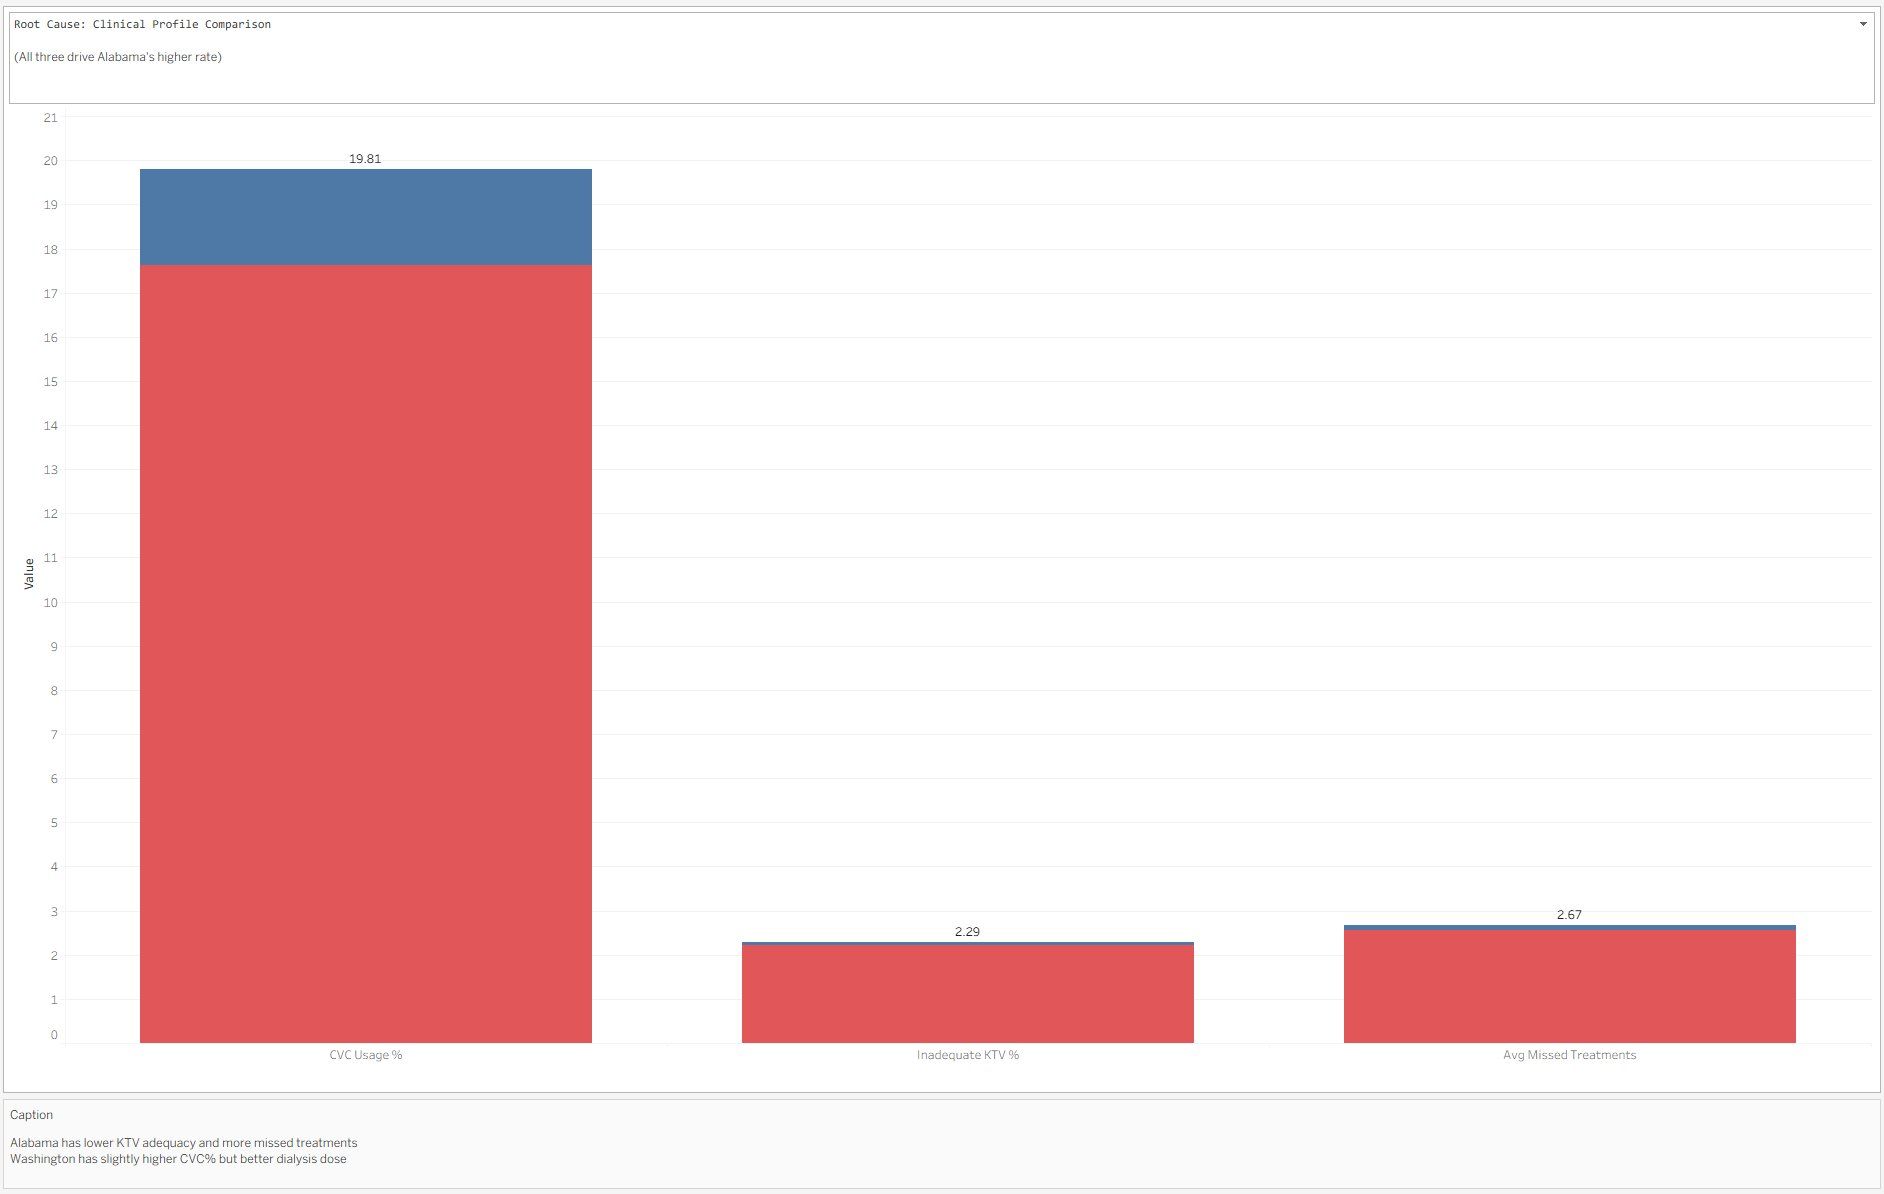 Root Cause: Clinical Profile Comparison
(All three drive Alabama's higher rate)
21
20
19
18
17
16
15
14
13
12
11
10
9
8
7
6
5
4
3
2
1
0
Value
19.81
2.29
2.67
CVC Usage %
Inadequate KTV %
Avg Missed Treatments
Caption
Alabama has lower KTV adequacy and more missed treatments
Washington has slightly higher CVC% but better dialysis dose